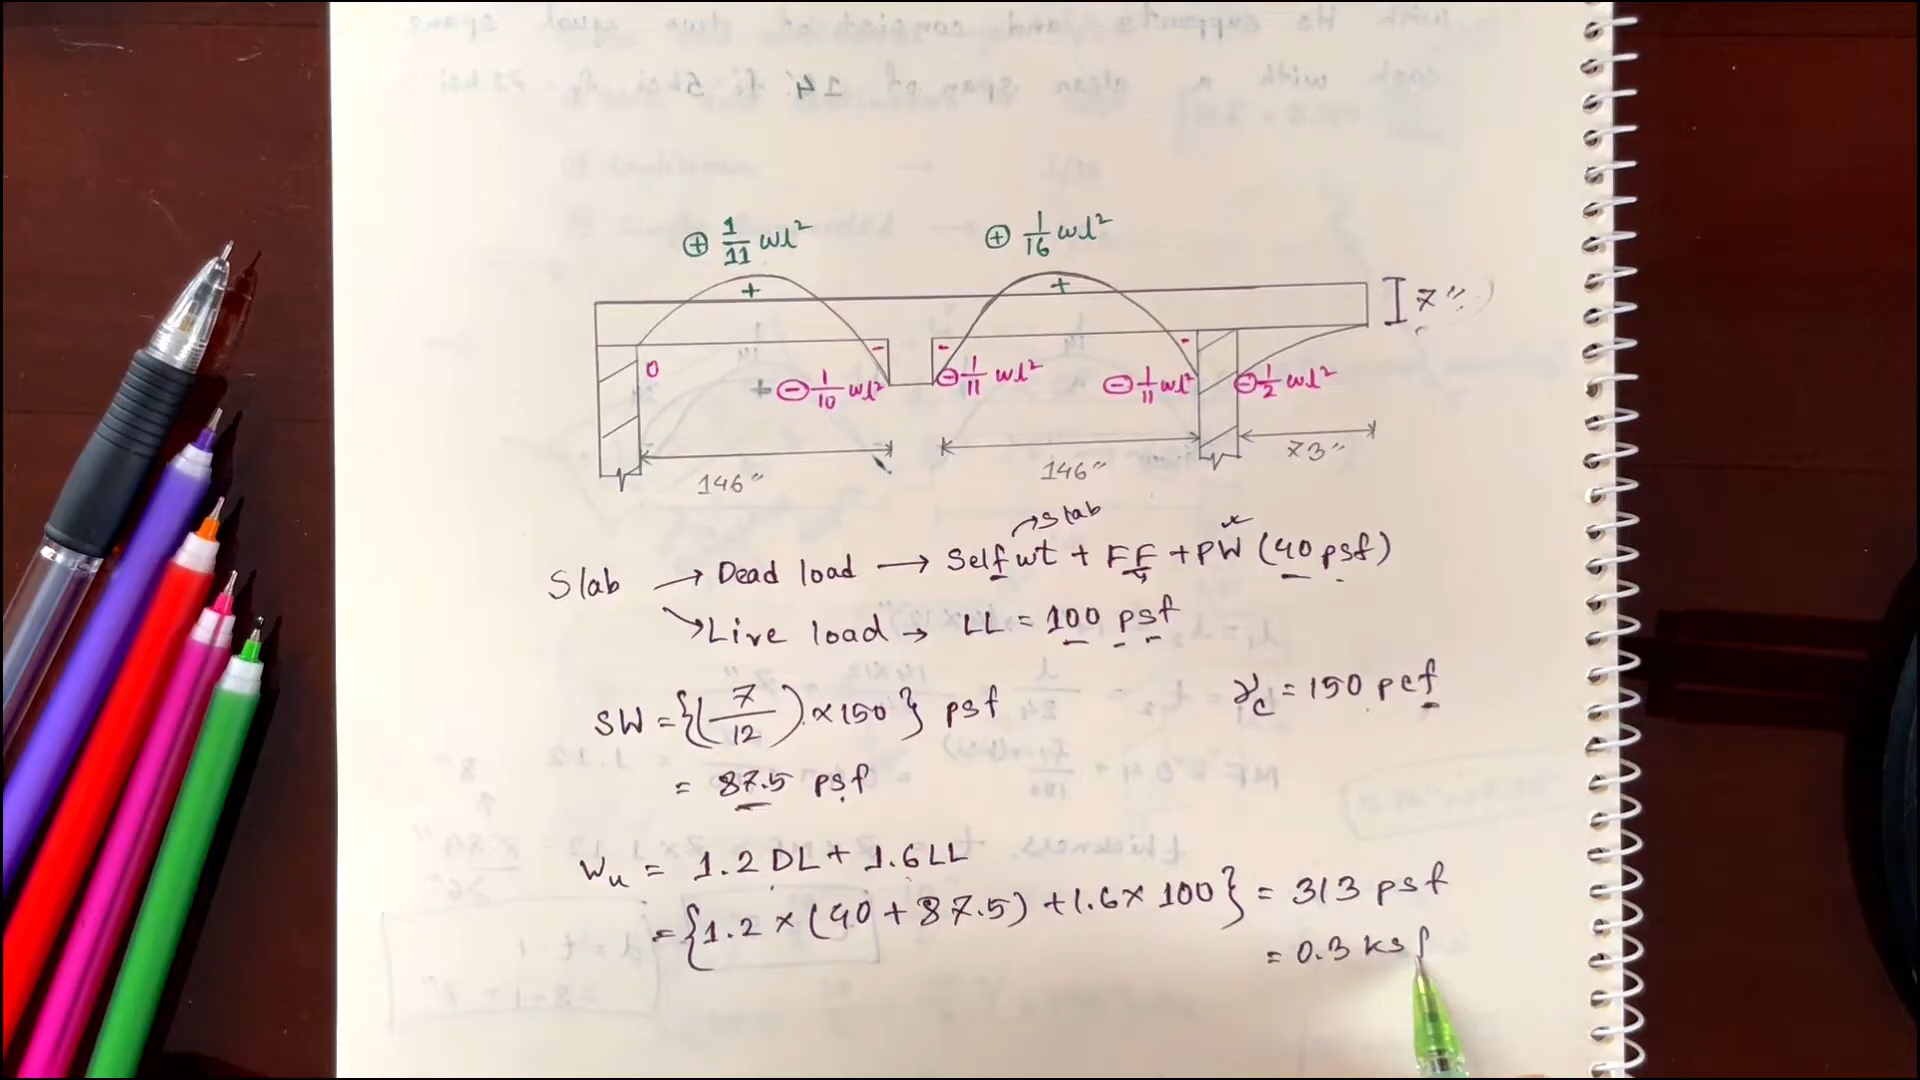 ⊕ 1/11 wl² ⊕ 1/16 wl²
+ +
I 7"
0 - - -
⊖ 1/10 wl² ⊖ 1/11 wl² ⊖ 1/11 wl² ⊖ 1/2 wl²
146" 146" 73"
→ slab
Slab → Dead load → Self wt + FF + PW (40 psf)
→ Live load → LL = 100 psf
SW = {(7/12) × 150} psf γc = 150 pcf
= 87.5 psf
Wu = 1.2 DL + 1.6 LL
= {1.2 × (40 + 87.5) + 1.6 × 100} = 313 psf
= 0.3 ksf